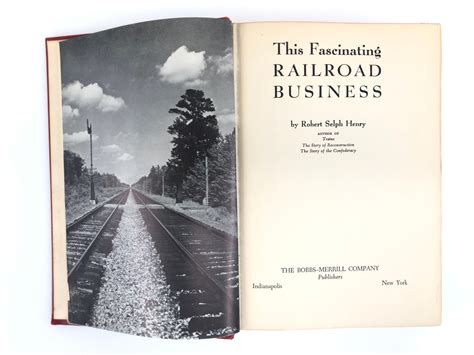 This Fascinating
RAILROAD
BUSINESS
by Robert Selph Henry
AUTHOR OF
Trains
The Story of Reconstruction
The Story of the Confederacy
THE BOBBS-MERRILL COMPANY
Publishers
Indianapolis New York